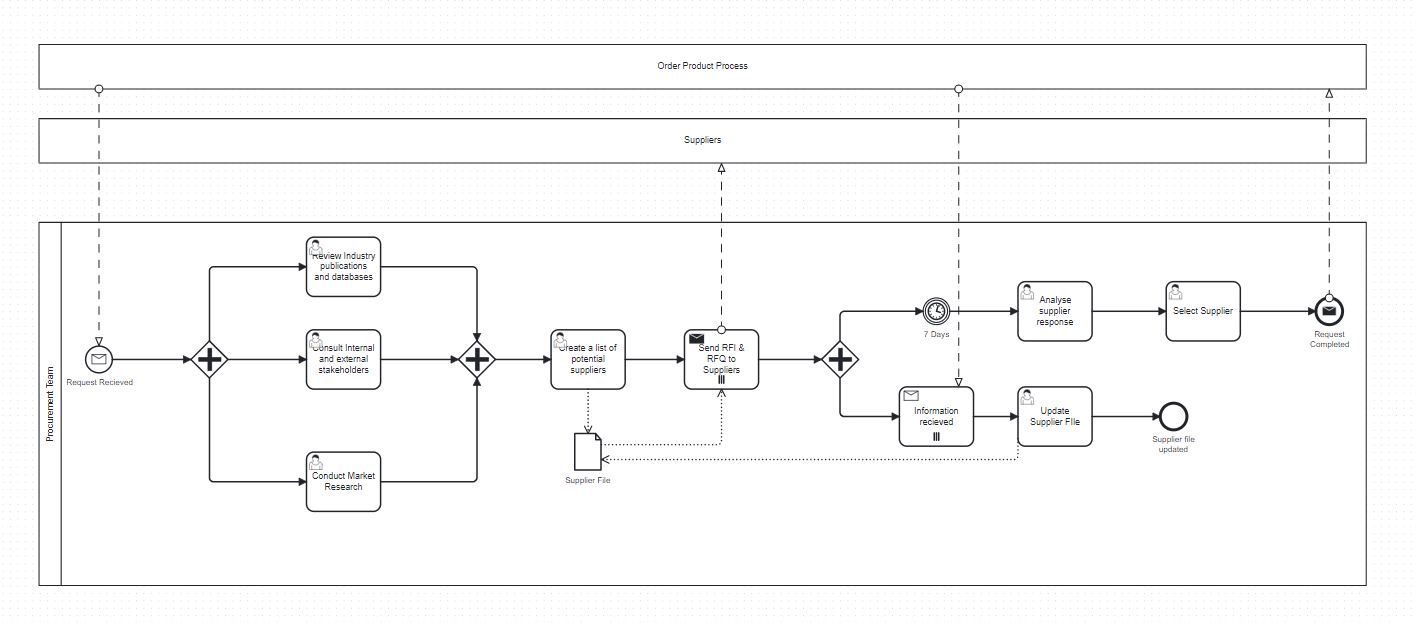 Order Product Process
Suppliers
Procurement Team
Request Recieved
Review Industry
publications
and databases
Consult Internal
and external
stakeholders
Conduct Market
Research
Create a list of
potential
suppliers
Supplier File
Send RFI &
RFQ to
Suppliers
7 Days
Analyse
supplier
response
Select Supplier
Request
Completed
Information
recieved
Update
Supplier FIle
Supplier file
updated